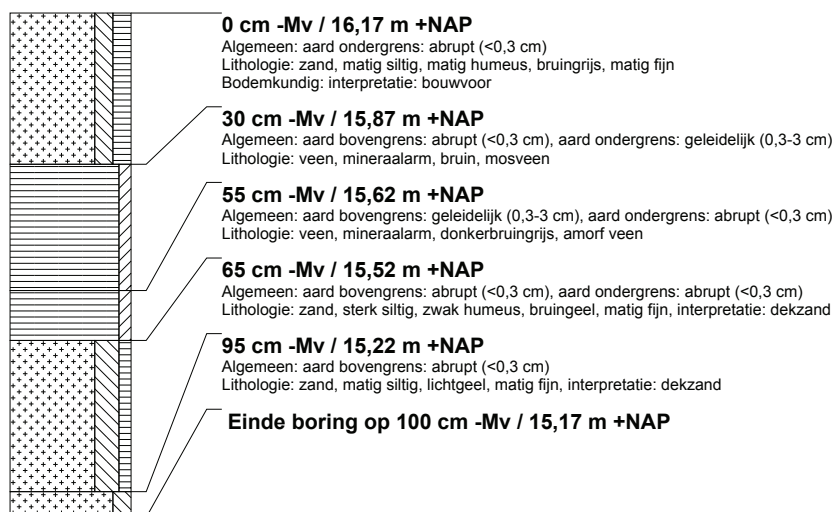 0 cm -Mv / 16,17 m +NAP
Algemeen: aard ondergrens: abrupt (<0,3 cm)
Lithologie: zand, matig siltig, matig humeus, bruingrijs, matig fijn
Bodemkundig: interpretatie: bouwvoor
30 cm -Mv / 15,87 m +NAP
Algemeen: aard bovengrens: abrupt (<0,3 cm), aard ondergrens: geleidelijk (0,3-3 cm)
Lithologie: veen, mineraalarm, bruin, mosveen
55 cm -Mv / 15,62 m +NAP
Algemeen: aard bovengrens: geleidelijk (0,3-3 cm), aard ondergrens: abrupt (<0,3 cm)
Lithologie: veen, mineraalarm, donkerbruingrijs, amorf veen
65 cm -Mv / 15,52 m +NAP
Algemeen: aard bovengrens: abrupt (<0,3 cm), aard ondergrens: abrupt (<0,3 cm)
Lithologie: zand, sterk siltig, zwak humeus, bruingeel, matig fijn, interpretatie: dekzand
95 cm -Mv / 15,22 m +NAP
Algemeen: aard bovengrens: abrupt (<0,3 cm)
Lithologie: zand, matig siltig, lichtgeel, matig fijn, interpretatie: dekzand
Einde boring op 100 cm -Mv / 15,17 m +NAP